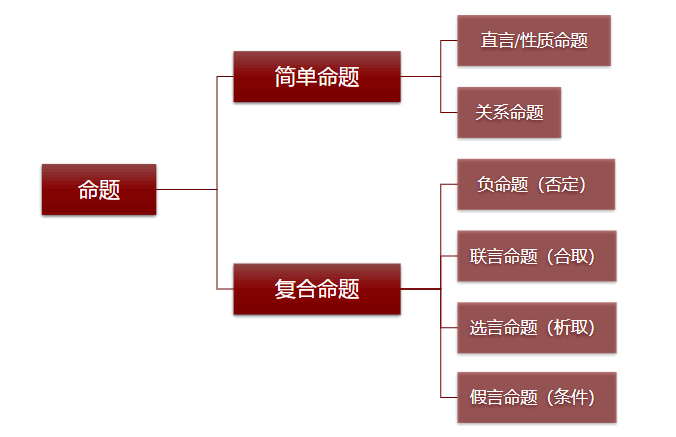 直言/性质命题
简单命题
关系命题
命题
负命题（否定）
联言命题（合取）
复合命题
选言命题（析取）
假言命题（条件）